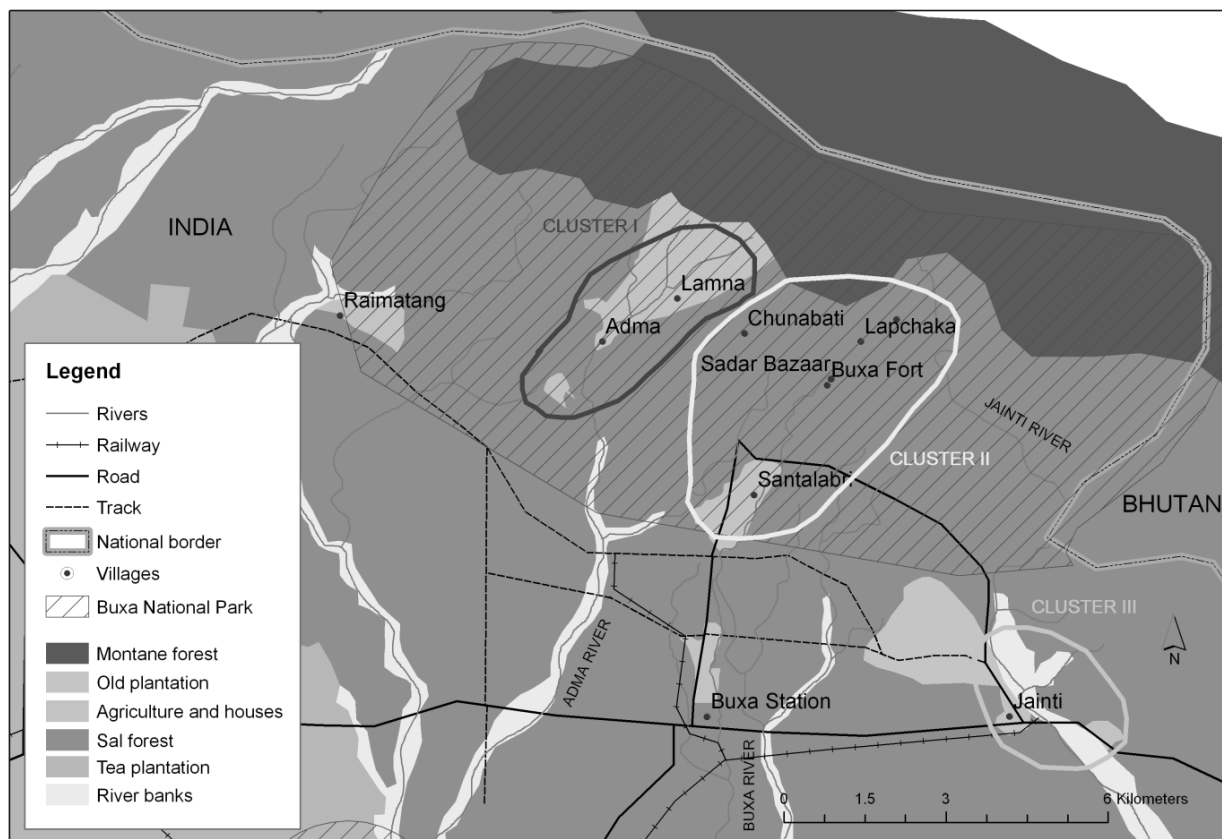 INDIA
CLUSTER I
Lamna
Raimatang
Adma
Chunabati
Lapchaka
Sadar Bazaar
Buxa Fort
JAINTI RIVER
CLUSTER II
Santalabri
BHUTAN
CLUSTER III
N
ADMA RIVER
Buxa Station
Jainti
BUXA RIVER
0 1.5 3 6 Kilometers
Legend
Rivers
Railway
Road
Track
National border
Villages
Buxa National Park
Montane forest
Old plantation
Agriculture and houses
Sal forest
Tea plantation
River banks